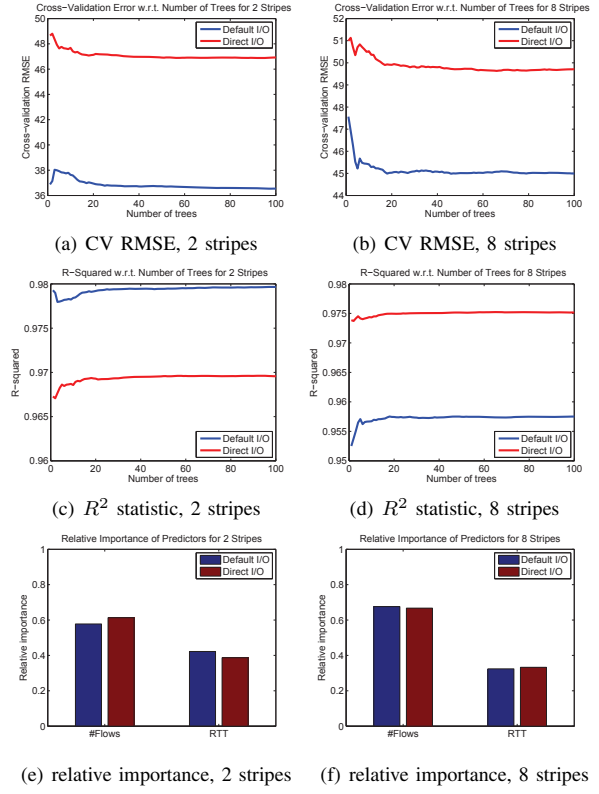 Cross−Validation Error w.r.t. Number of Trees for 2 Stripes
50
48
46
44
42
40
38
36
Cross−validation RMSE
Default I/O
Direct I/O
0 20 40 60 80 100
Number of trees
(a) CV RMSE, 2 stripes
Cross−Validation Error w.r.t. Number of Trees for 8 Stripes
52
51
50
49
48
47
46
45
44
43
Cross−validation RMSE
Default I/O
Direct I/O
0 20 40 60 80 100
Number of trees
(b) CV RMSE, 8 stripes
R−Squared w.r.t. Number of Trees for 2 Stripes
0.98
0.975
0.97
0.965
0.96
R−squared
Default I/O
Direct I/O
0 20 40 60 80 100
Number of trees
(c) R² statistic, 2 stripes
R−Squared w.r.t. Number of Trees for 8 Stripes
0.98
0.975
0.97
0.965
0.96
0.955
0.95
R−squared
Default I/O
Direct I/O
0 20 40 60 80 100
Number of trees
(d) R² statistic, 8 stripes
Relative Importance of Predictors for 2 Stripes
1
0.8
0.6
0.4
0.2
0
Relative importance
Default I/O
Direct I/O
#Flows RTT
(e) relative importance, 2 stripes
Relative Importance of Predictors for 8 Stripes
1
0.8
0.6
0.4
0.2
0
Relative importance
Default I/O
Direct I/O
#Flows RTT
(f) relative importance, 8 stripes